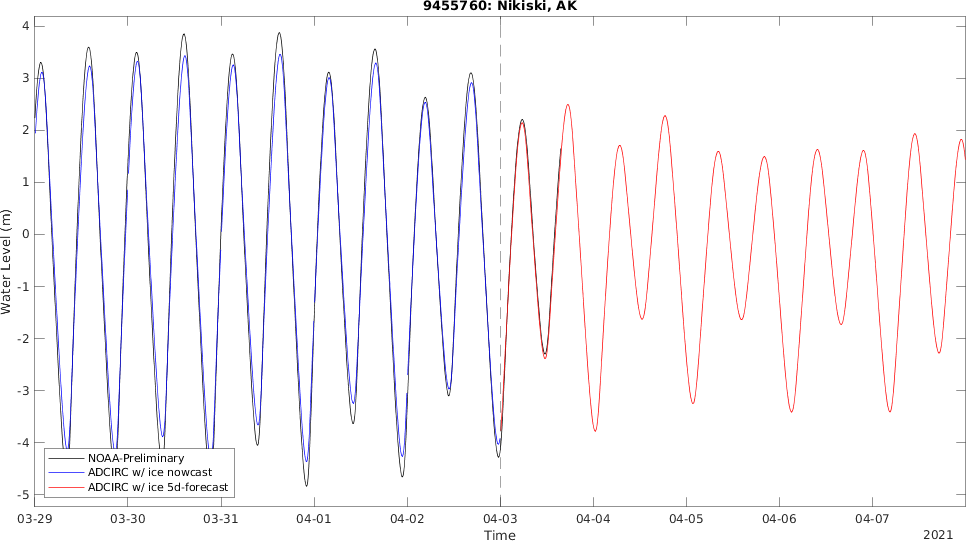 9455760: Nikiski, AK
4
3
2
1
0
-1
-2
-3
-4
-5
Water Level (m)
NOAA-Preliminary
ADCIRC w/ ice nowcast
ADCIRC w/ ice 5d-forecast
03-29 03-30 03-31 04-01 04-02 04-03 04-04 04-05 04-06 04-07
Time
2021